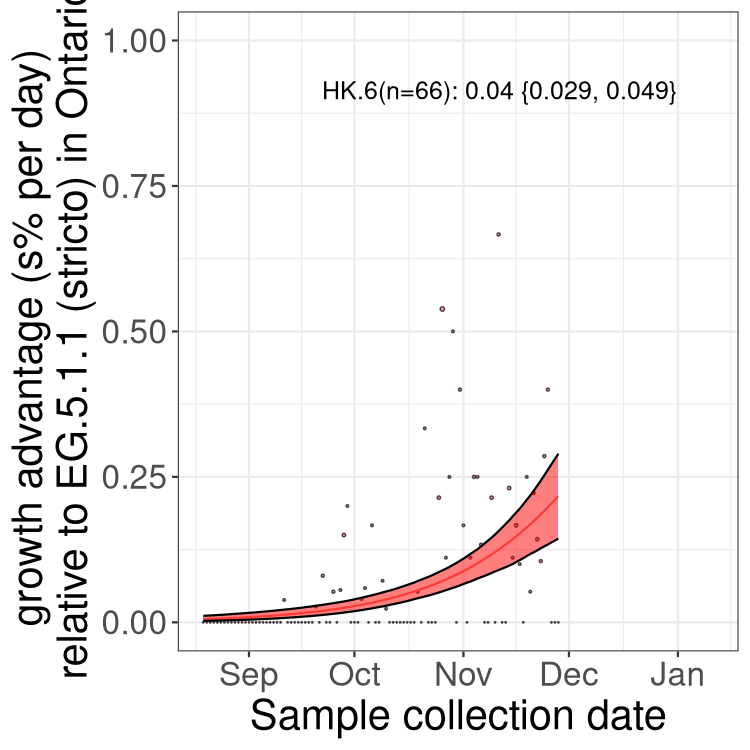 growth advantage (s% per day)
relative to EG.5.1.1 (stricto) in Ontario
1.00
0.75
0.50
0.25
0.00
HK.6(n=66): 0.04 {0.029, 0.049}
Sep Oct Nov Dec Jan
Sample collection date